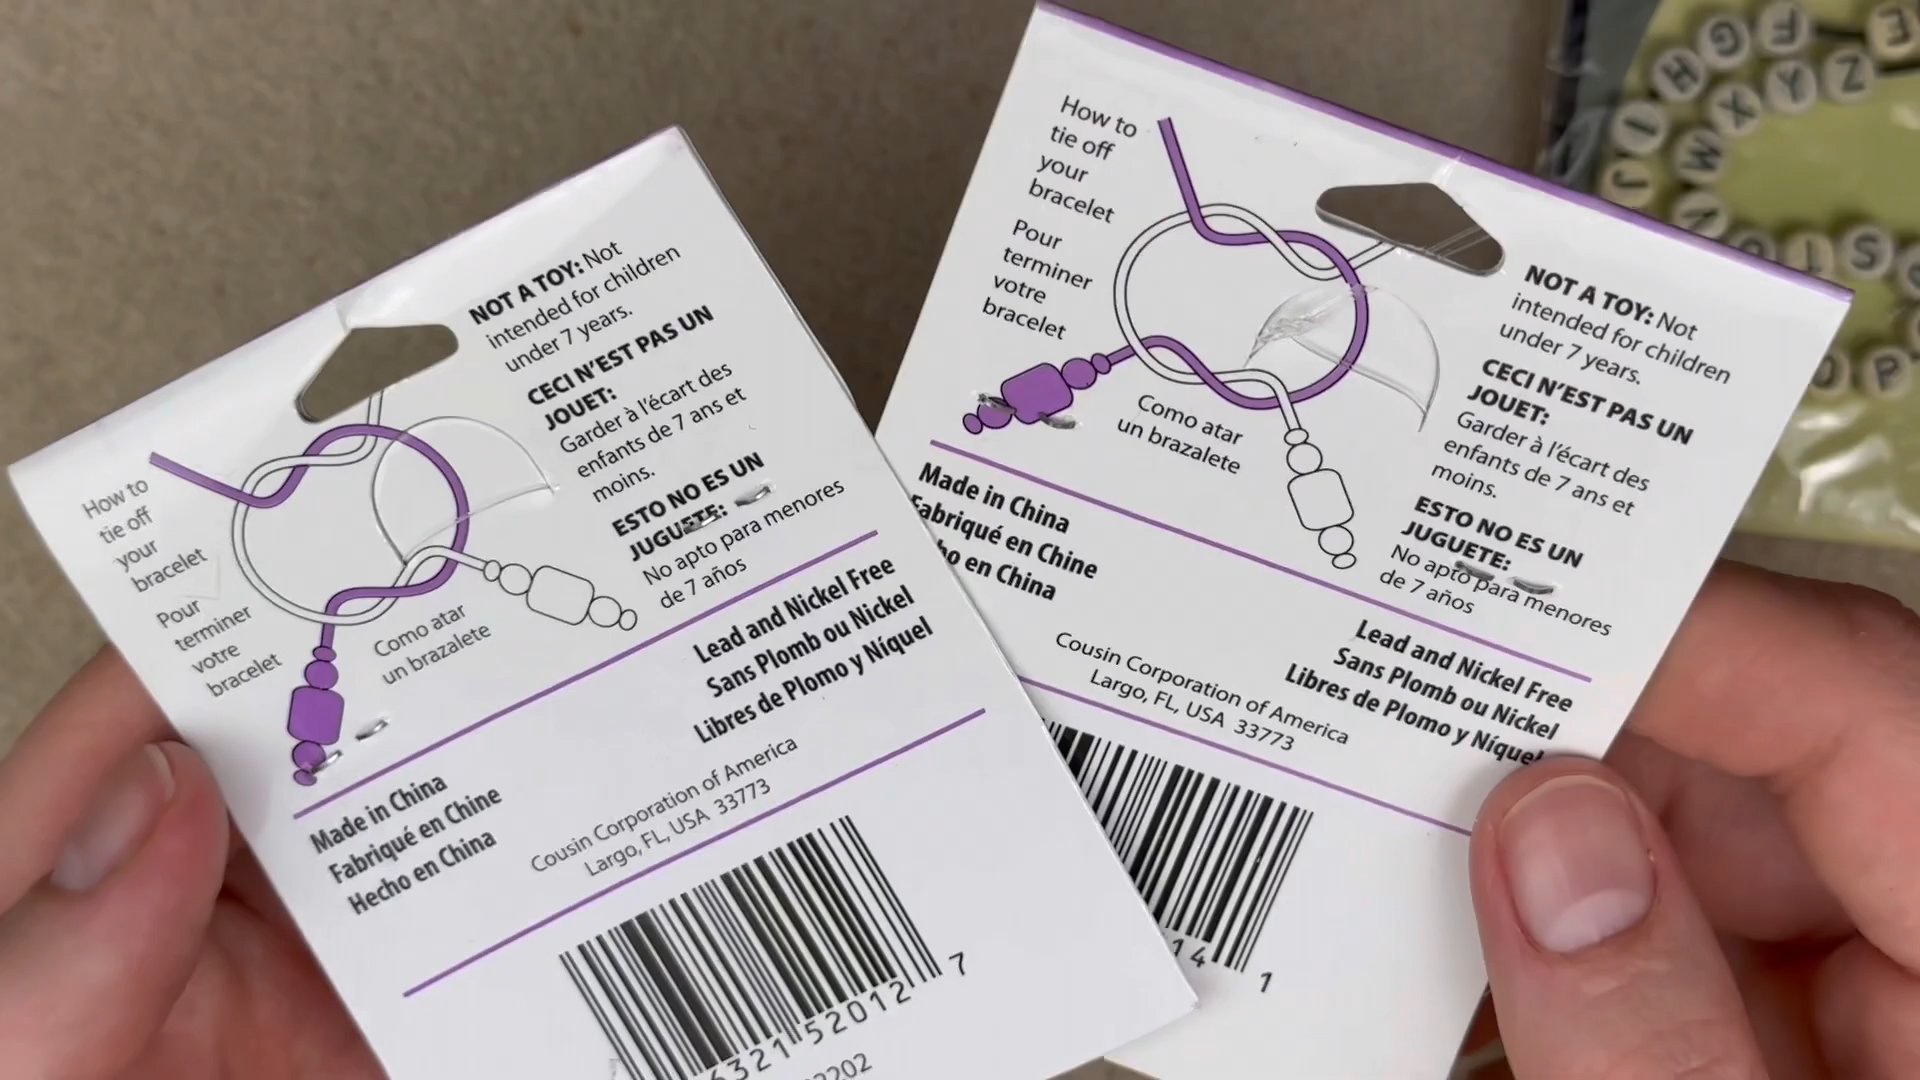 How to
tie off
your
bracelet
Pour
terminer
votre
bracelet
Como atar
un brazalete
NOT A TOY: Not
intended for children
under 7 years.
CECI N'EST PAS UN
JOUET:
Garder à l'écart des
enfants de 7 ans et
moins.
ESTO NO ES UN
JUGUETE:
No apto para menores
de 7 años
Made in China
Fabriqué en Chine
Hecho en China
Lead and Nickel Free
Sans Plomb ou Nickel
Libres de Plomo y Níquel
Cousin Corporation of America
Largo, FL, USA 33773
6321 52012 7
2202
How to
tie off
your
bracelet
Pour
terminer
votre
bracelet
Como atar
un brazalete
NOT A TOY: Not
intended for children
under 7 years.
CECI N'EST PAS UN
JOUET:
Garder à l'écart des
enfants de 7 ans et
moins.
ESTO NO ES UN
JUGUETE:
No apto para menores
de 7 años
Made in China
Fabriqué en Chine
en China
Lead and Nickel Free
Sans Plomb ou Nickel
Libres de Plomo y Níquel
Cousin Corporation of America
Largo, FL, USA 33773
14 1
E F G H I J
Z Y X W V
S T
P